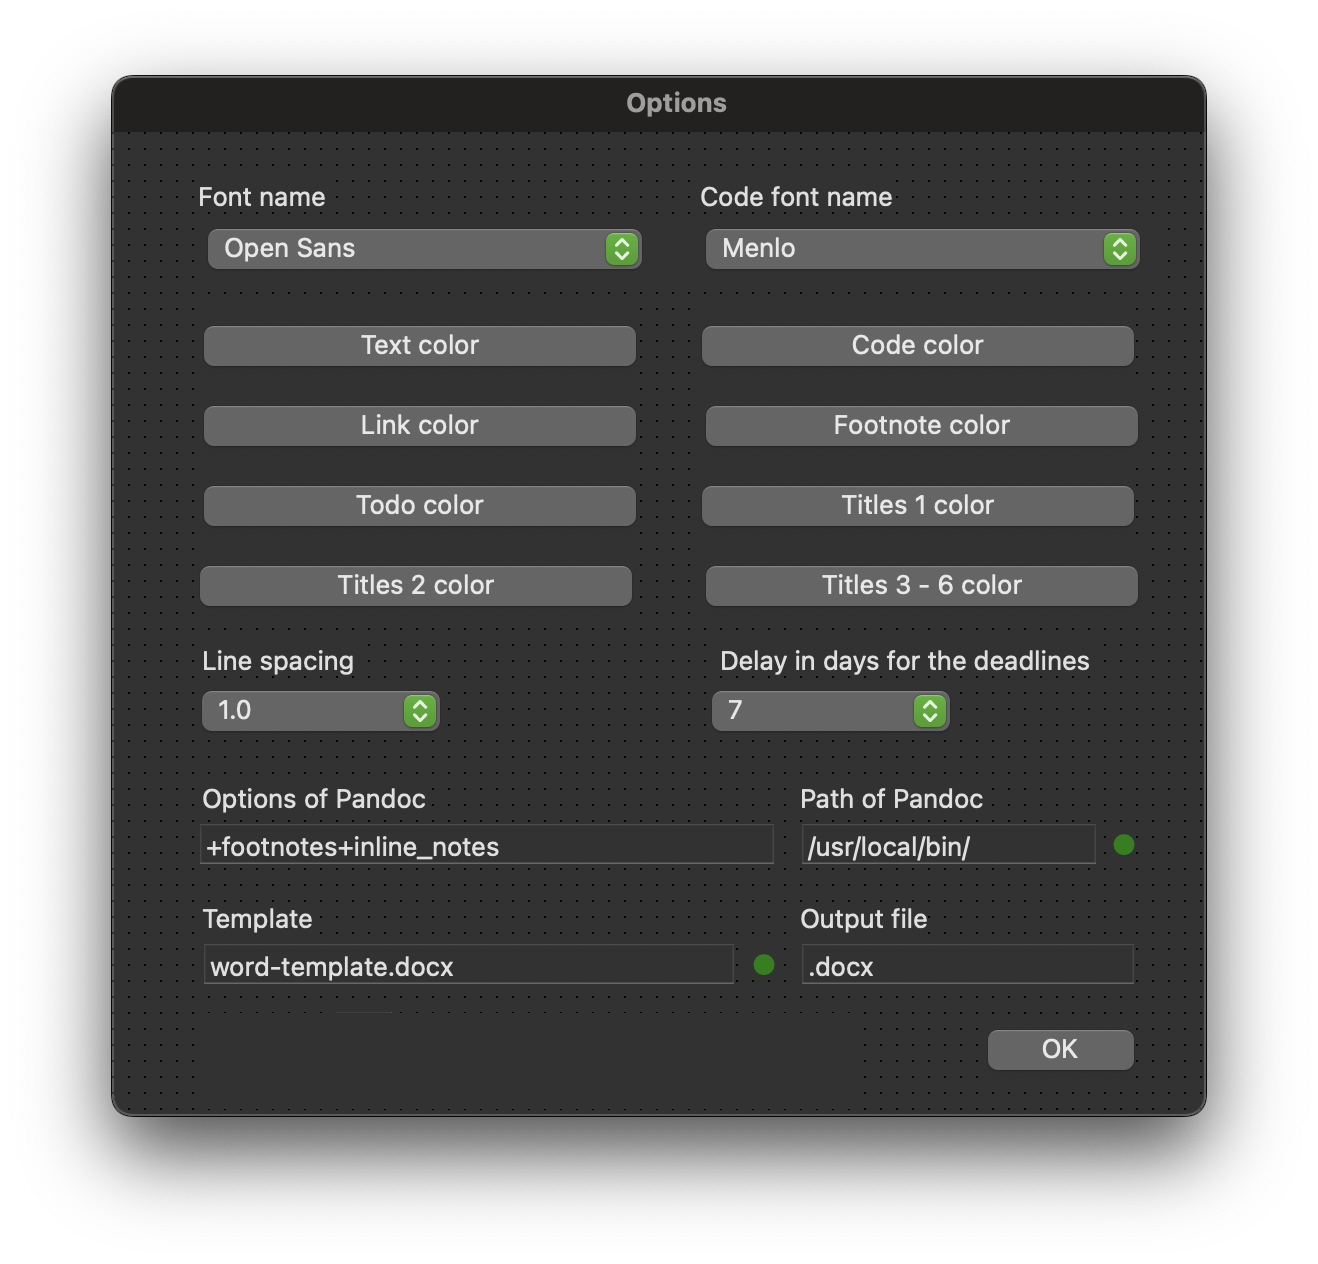 Options
Font name
Code font name
Open Sans
Menlo
Text color
Code color
Link color
Footnote color
Todo color
Titles 1 color
Titles 2 color
Titles 3 - 6 color
Line spacing
Delay in days for the deadlines
1.0
7
Options of Pandoc
Path of Pandoc
+footnotes+inline_notes
/usr/local/bin/
Template
Output file
word-template.docx
.docx
OK